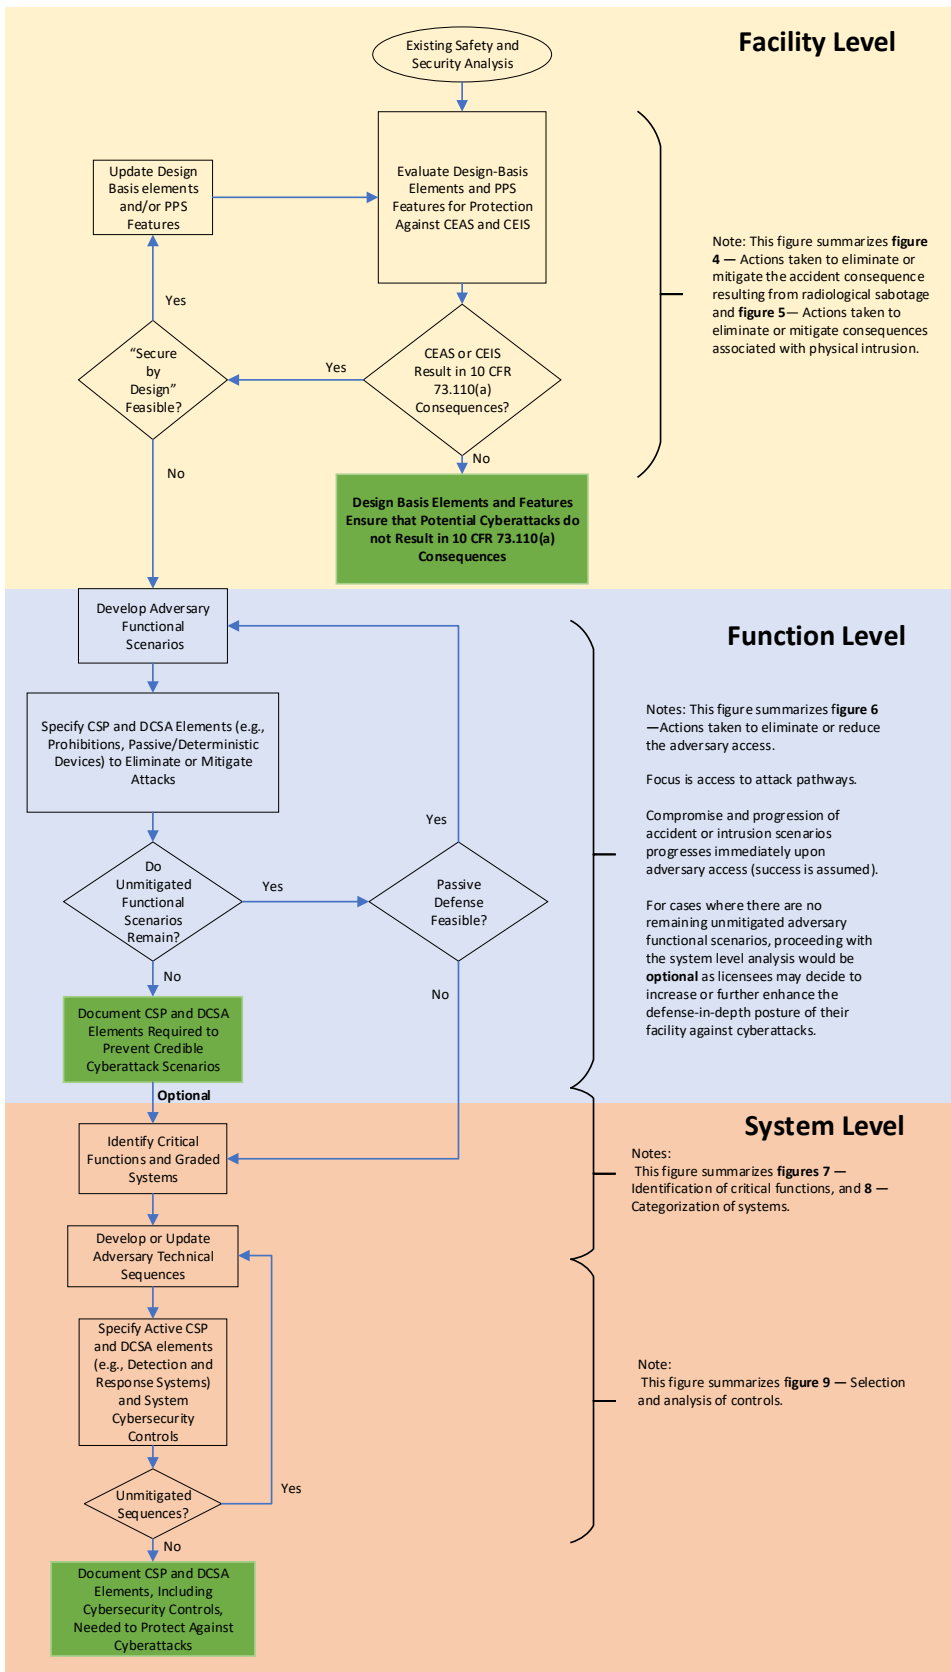 Facility Level
Existing Safety and
Security Analysis
Update Design
Basis elements
and/or PPS
Features
Evaluate Design-Basis
Elements and PPS
Features for Protection
Against CEAS and CEIS
Note: This figure summarizes figure
4 — Actions taken to eliminate or
mitigate the accident consequence
resulting from radiological sabotage
and figure 5— Actions taken to
eliminate or mitigate consequences
associated with physical intrusion.
Yes
“Secure
by
Design”
Feasible?
Yes
CEAS or CEIS
Result in 10 CFR
73.110(a)
Consequences?
No
No
Design Basis Elements and Features
Ensure that Potential Cyberattacks do
not Result in 10 CFR 73.110(a)
Consequences
Function Level
Develop Adversary
Functional
Scenarios
Specify CSP and DCSA Elements (e.g.,
Prohibitions, Passive/Deterministic
Devices) to Eliminate or Mitigate
Attacks
Notes: This figure summarizes figure 6
—Actions taken to eliminate or reduce
the adversary access.
Focus is access to attack pathways.
Compromise and progression of
accident or intrusion scenarios
progresses immediately upon
adversary access (success is assumed).
For cases where there are no
remaining unmitigated adversary
functional scenarios, proceeding with
the system level analysis would be
optional as licensees may decide to
increase or further enhance the
defense-in-depth posture of their
facility against cyberattacks.
Yes
Do
Unmitigated
Functional
Scenarios
Remain?
Yes
Passive
Defense
Feasible?
No
No
Document CSP and DCSA
Elements Required to
Prevent Credible
Cyberattack Scenarios
Optional
System Level
Identify Critical
Functions and Graded
Systems
Notes:
This figure summarizes figures 7 —
Identification of critical functions, and 8 —
Categorization of systems.
Develop or Update
Adversary Technical
Sequences
Specify Active CSP
and DCSA elements
(e.g., Detection and
Response Systems)
and System
Cybersecurity
Controls
Note:
This figure summarizes figure 9 — Selection
and analysis of controls.
Unmitigated
Sequences?
Yes
No
Document CSP and DCSA
Elements, Including
Cybersecurity Controls,
Needed to Protect Against
Cyberattacks